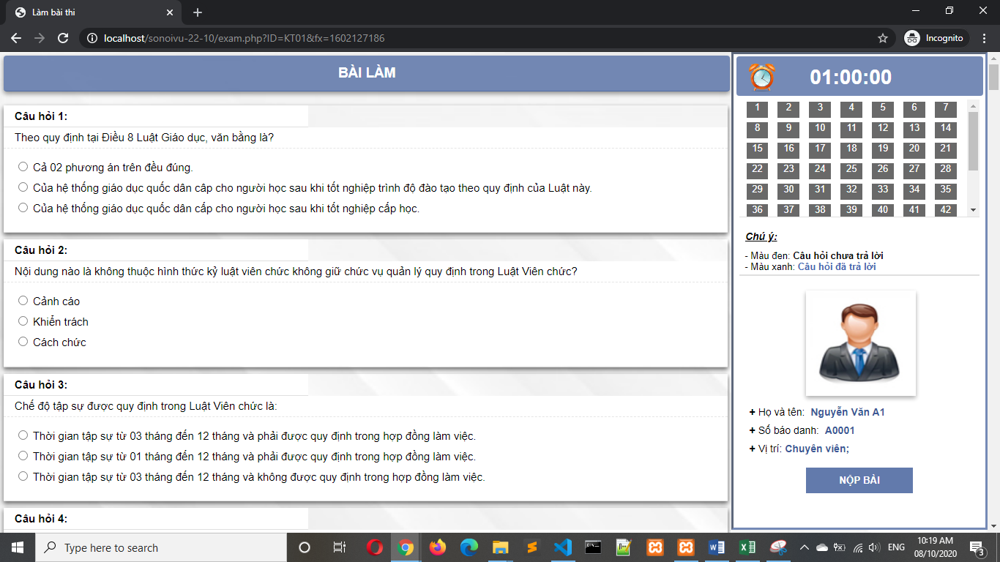 Làm bài thi
localhost/sonoivu-22-10/exam.php?ID=KT01&fx=1602127186
Incognito
BÀI LÀM
Câu hỏi 1:
Theo quy định tại Điều 8 Luật Giáo dục, văn bằng là?
Cả 02 phương án trên đều đúng.
Của hệ thống giáo dục quốc dân câp cho người học sau khi tốt nghiệp trình độ đào tạo theo quy định của Luật này.
Của hệ thống giáo dục quốc dân cấp cho người học sau khi tốt nghiệp cấp học.
Câu hỏi 2:
Nội dung nào là không thuộc hình thức kỷ luật viên chức không giữ chức vụ quản lý quy định trong Luật Viên chức?
Cảnh cáo
Khiển trách
Cách chức
Câu hỏi 3:
Chế độ tập sự được quy định trong Luật Viên chức là:
Thời gian tập sự từ 03 tháng đến 12 tháng và phải được quy định trong hợp đồng làm việc.
Thời gian tập sự từ 01 tháng đến 12 tháng và phải được quy định trong hợp đồng làm việc.
Thời gian tập sự từ 03 tháng đến 12 tháng và không được quy định trong hợp đồng làm việc.
Câu hỏi 4:
01:00:00
1 2 3 4 5 6 7
8 9 10 11 12 13 14
15 16 17 18 19 20 21
22 23 24 25 26 27 28
29 30 31 32 33 34 35
36 37 38 39 40 41 42
Chú ý:
- Màu đen: Câu hỏi chưa trả lời
- Màu xanh: Câu hỏi đã trả lời
+ Họ và tên: Nguyễn Văn A1
+ Số báo danh: A0001
+ Vị trí: Chuyên viên;
NỘP BÀI
Type here to search
ENG
10:19 AM
08/10/2020
3